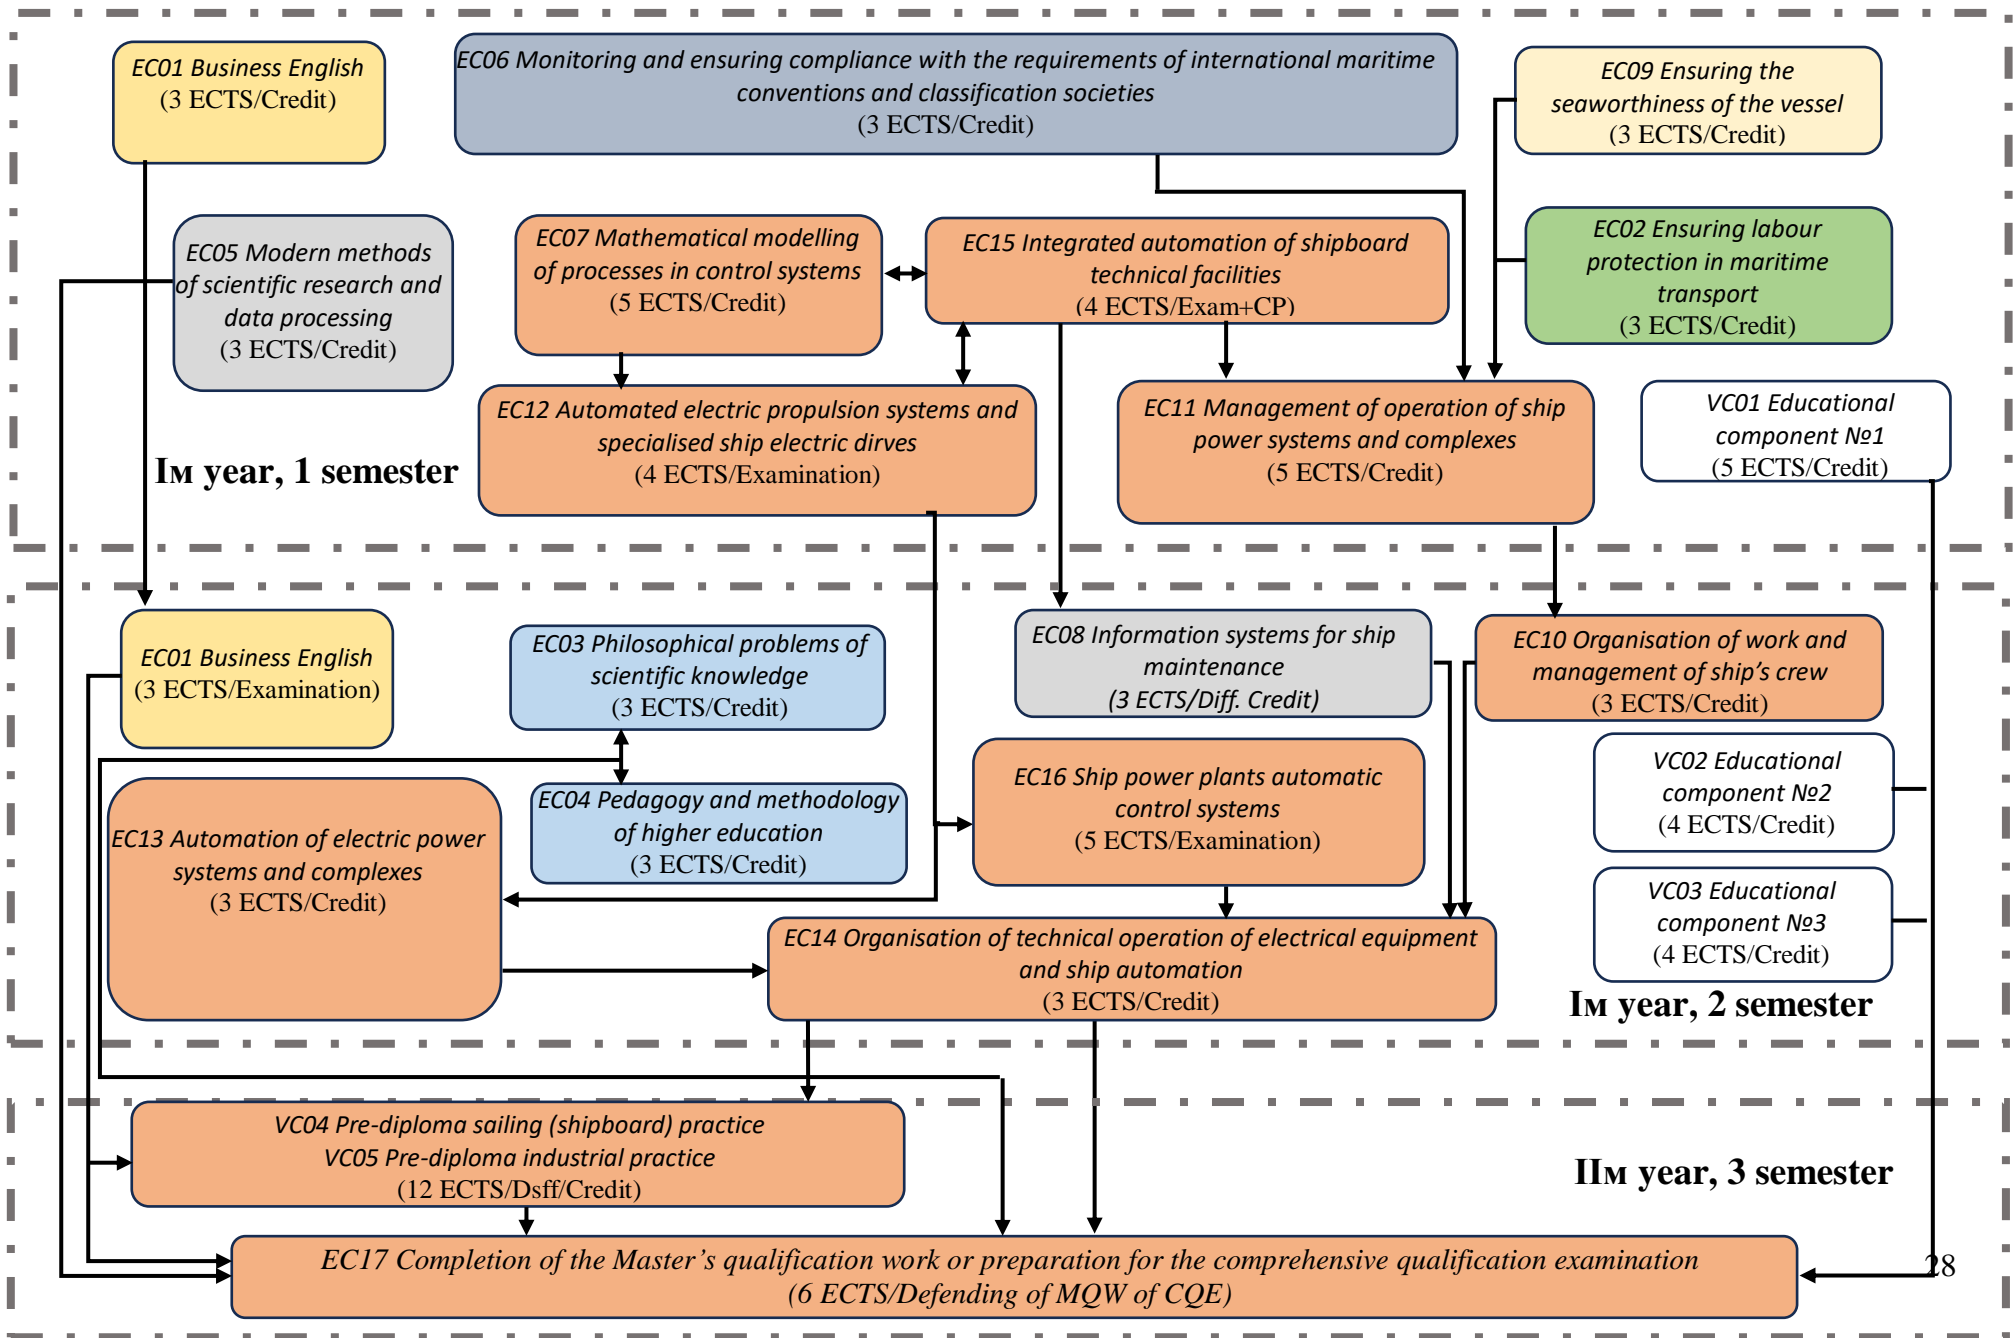 EC01 Business English
(3 ECTS/Credit)
EC06 Monitoring and ensuring compliance with the requirements of international maritime
conventions and classification societies
(3 ECTS/Credit)
EC09 Ensuring the
seaworthiness of the vessel
(3 ECTS/Credit)
EC05 Modern methods
of scientific research and
data processing
(3 ECTS/Credit)
EC07 Mathematical modelling
of processes in control systems
(5 ECTS/Credit)
EC15 Integrated automation of shipboard
technical facilities
(4 ECTS/Exam+CP)
EC02 Ensuring labour
protection in maritime
transport
(3 ECTS/Credit)
EC12 Automated electric propulsion systems and
specialised ship electric dirves
(4 ECTS/Examination)
EC11 Management of operation of ship
power systems and complexes
(5 ECTS/Credit)
VC01 Educational
component №1
(5 ECTS/Credit)
Iм year, 1 semester
EC01 Business English
(3 ECTS/Examination)
EC03 Philosophical problems of
scientific knowledge
(3 ECTS/Credit)
EC08 Information systems for ship
maintenance
(3 ECTS/Diff. Credit)
EC10 Organisation of work and
management of ship's crew
(3 ECTS/Credit)
EC13 Automation of electric power
systems and complexes
(3 ECTS/Credit)
EC04 Pedagogy and methodology
of higher education
(3 ECTS/Credit)
EC16 Ship power plants automatic
control systems
(5 ECTS/Examination)
VC02 Educational
component №2
(4 ECTS/Credit)
VC03 Educational
component №3
(4 ECTS/Credit)
EC14 Organisation of technical operation of electrical equipment
and ship automation
(3 ECTS/Credit)
Iм year, 2 semester
VC04 Pre-diploma sailing (shipboard) practice
VC05 Pre-diploma industrial practice
(12 ECTS/Dsff/Credit)
IIм year, 3 semester
EC17 Completion of the Master's qualification work or preparation for the comprehensive qualification examination
(6 ECTS/Defending of MQW of CQE)
28